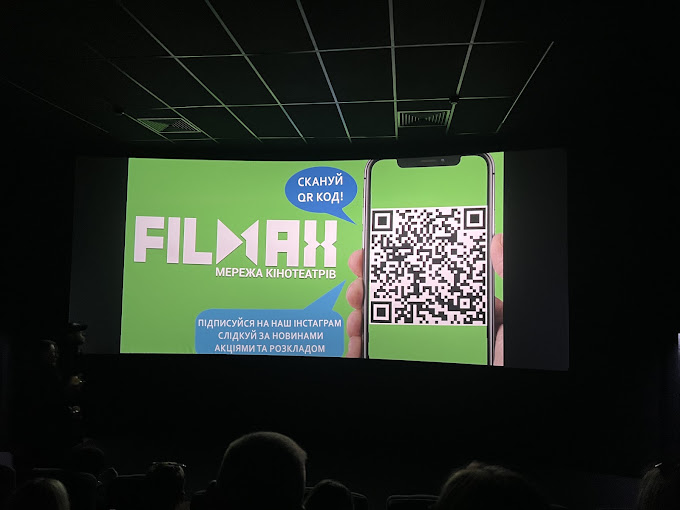 СКАНУЙ
QR КОД!
FILMAX
МЕРЕЖА КІНОТЕАТРІВ
ПІДПИСУЙСЯ НА НАШ ІНСТАГРАМ
СЛІДКУЙ ЗА НОВИНАМИ
АКЦІЯМИ ТА РОЗКЛАДОМ